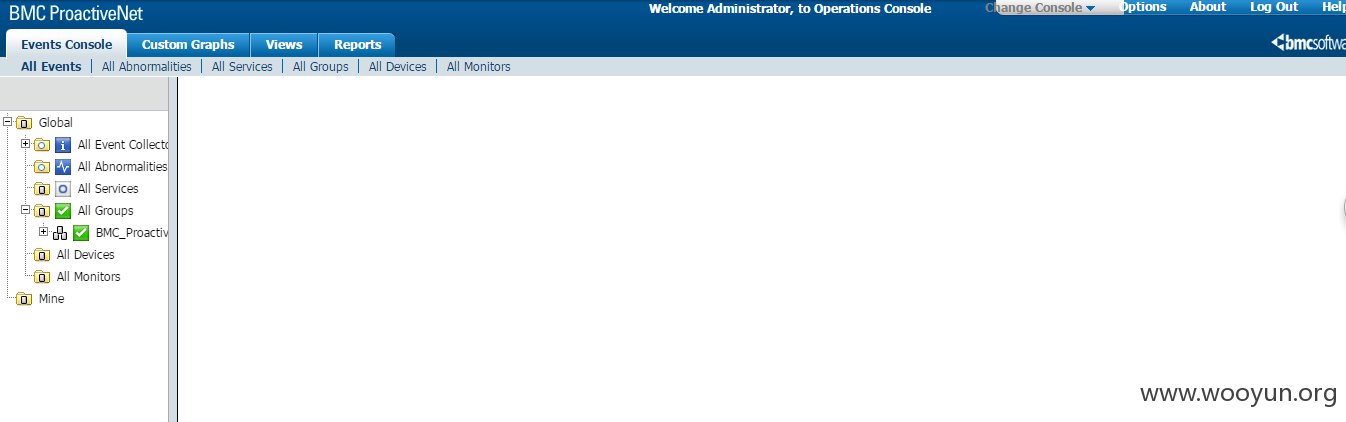 BMC ProactiveNet
Welcome Administrator, to Operations Console
Change Console
Options
About
Log Out
Help
Events Console
Custom Graphs
Views
Reports
bmcsoftwa
All Events
All Abnormalities
All Services
All Groups
All Devices
All Monitors
Global
All Event Collecto
All Abnormalities
All Services
All Groups
BMC_Proactiv
All Devices
All Monitors
Mine
www.wooyun.org